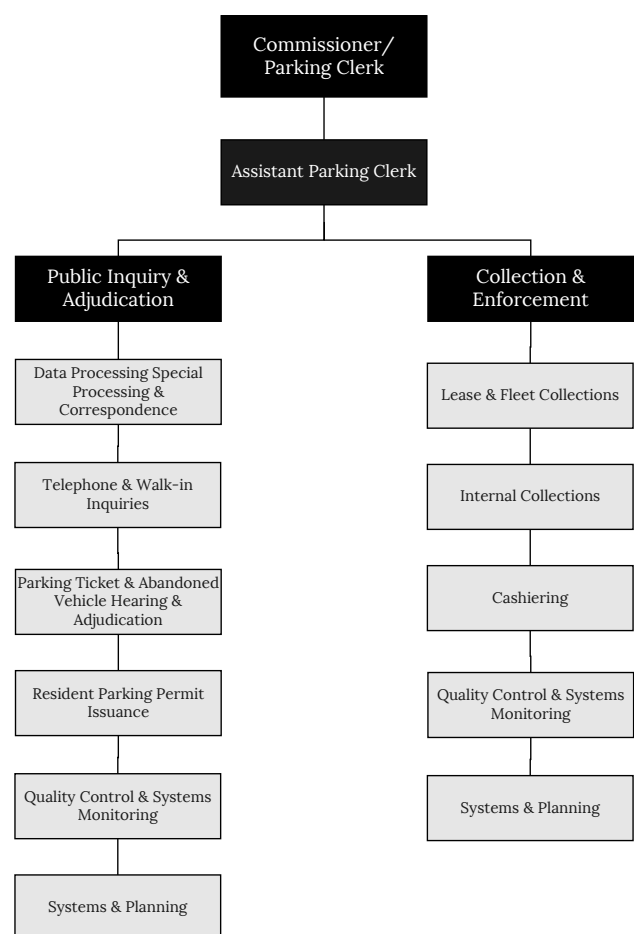 Commissioner/
Parking Clerk
Assistant Parking Clerk
Public Inquiry &
Adjudication
Data Processing Special
Processing &
Correspondence
Telephone & Walk-in
Inquiries
Parking Ticket & Abandoned
Vehicle Hearing &
Adjudication
Resident Parking Permit
Issuance
Quality Control & Systems
Monitoring
Systems & Planning
Collection &
Enforcement
Lease & Fleet Collections
Internal Collections
Cashiering
Quality Control & Systems
Monitoring
Systems & Planning